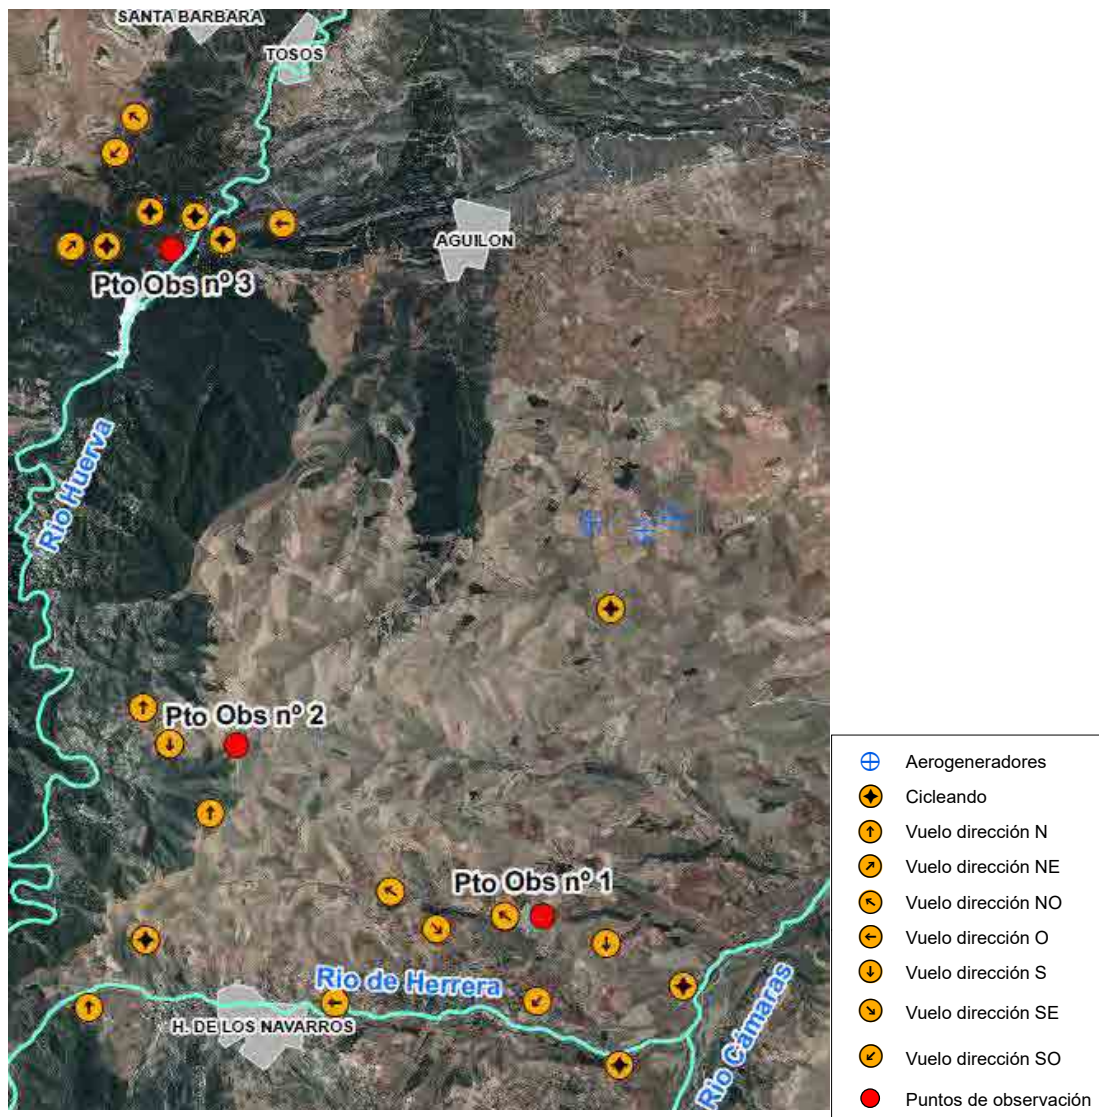 SANTA BARBARA
TOSOS
AGUILON
Pto Obs nº 3
Rio Huerva
Pto Obs nº 2
Pto Obs nº 1
Rio de Herrera
H. DE LOS NAVARROS
Rio Cámaras
Aerogeneradores
Cicleando
Vuelo dirección N
Vuelo dirección NE
Vuelo dirección NO
Vuelo dirección O
Vuelo dirección S
Vuelo dirección SE
Vuelo dirección SO
Puntos de observación